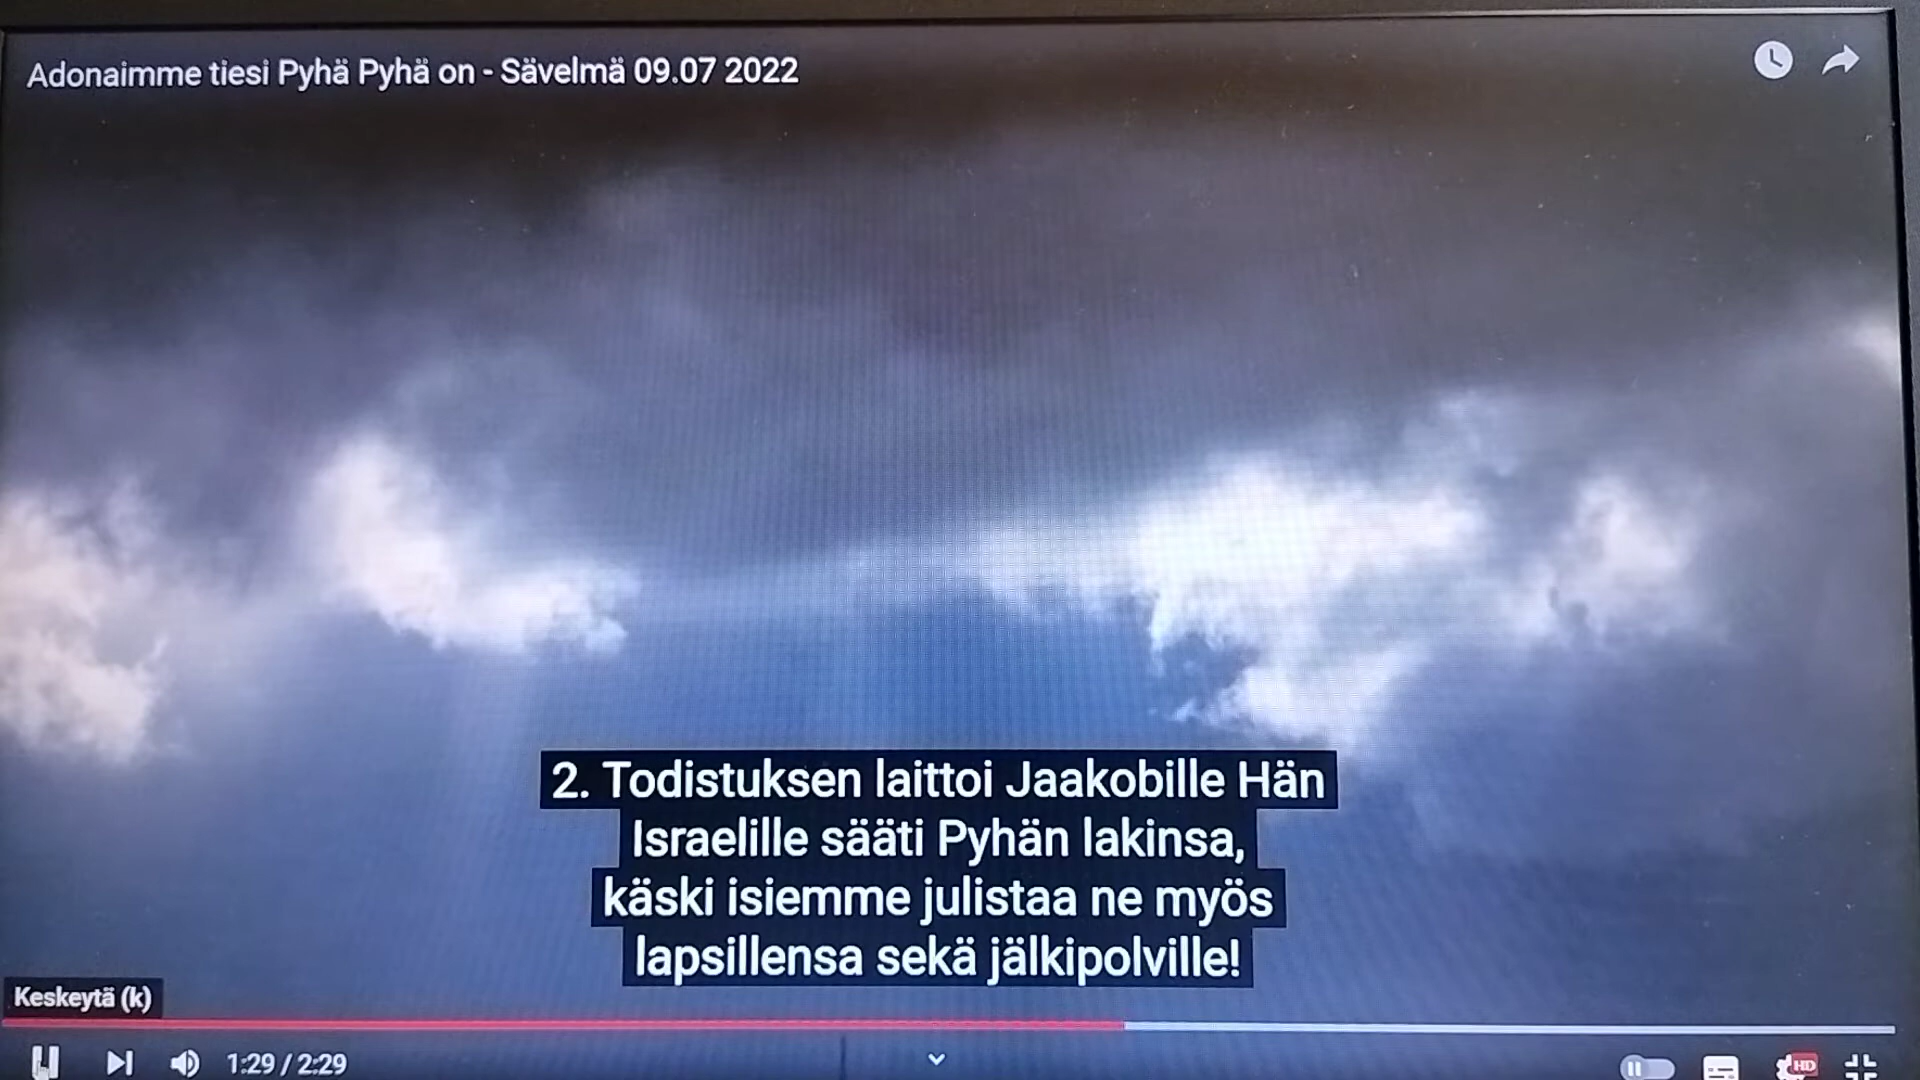 Adonaimme tiesi Pyhä Pyhä on - Sävelmä 09.07 2022
2. Todistuksen laittoi Jaakobille Hän
Israelille sääti Pyhän lakinsa,
käski isiemme julistaa ne myös
lapsillensa sekä jälkipolville!
Keskeytä (k)
1:29 / 2:29
HD